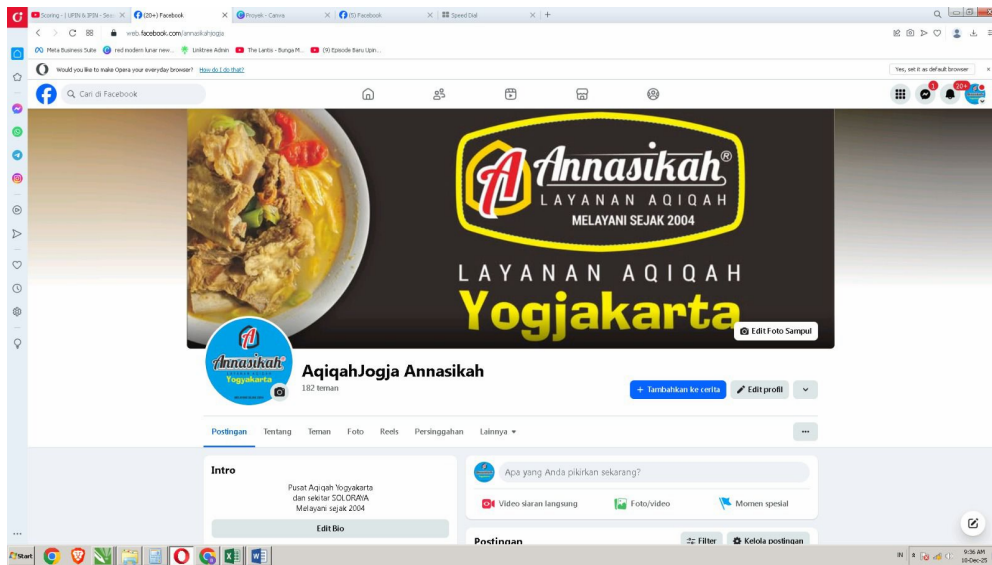 Scoring - | UPIN & IPIN - Sea
(20+) Facebook
Proyek - Canva
(5) Facebook
Speed Dial
web.facebook.com/annasikahjogja
Meta Business Suite
red modern lunar new...
Linktree Admin
The Lantis - Bunga M...
(9) Episode Baru Upin...
Would you like to make Opera your everyday browser?
How do I do that?
Yes, set it as default browser
Cari di Facebook
1
20+
Annasikah®
LAYANAN AQIQAH
MELAYANI SEJAK 2004
LAYANAN AQIQAH
Yogjakarta
Edit Foto Sampul
Annasikah
Yogyakarta
AqiqahJogja Annasikah
182 teman
+ Tambahkan ke cerita
Edit profil
Postingan
Tentang
Teman
Foto
Reels
Persinggahan
Lainnya
Intro
Pusat Aqiqah Yogyakarta
dan sekitar SOLORAYA
Melayani sejak 2004
Edit Bio
Apa yang Anda pikirkan sekarang?
Video siaran langsung
Foto/video
Momen spesial
Postingan
Filter
Kelola postingan
Start
IN
9:36 AM
10-Dec-25